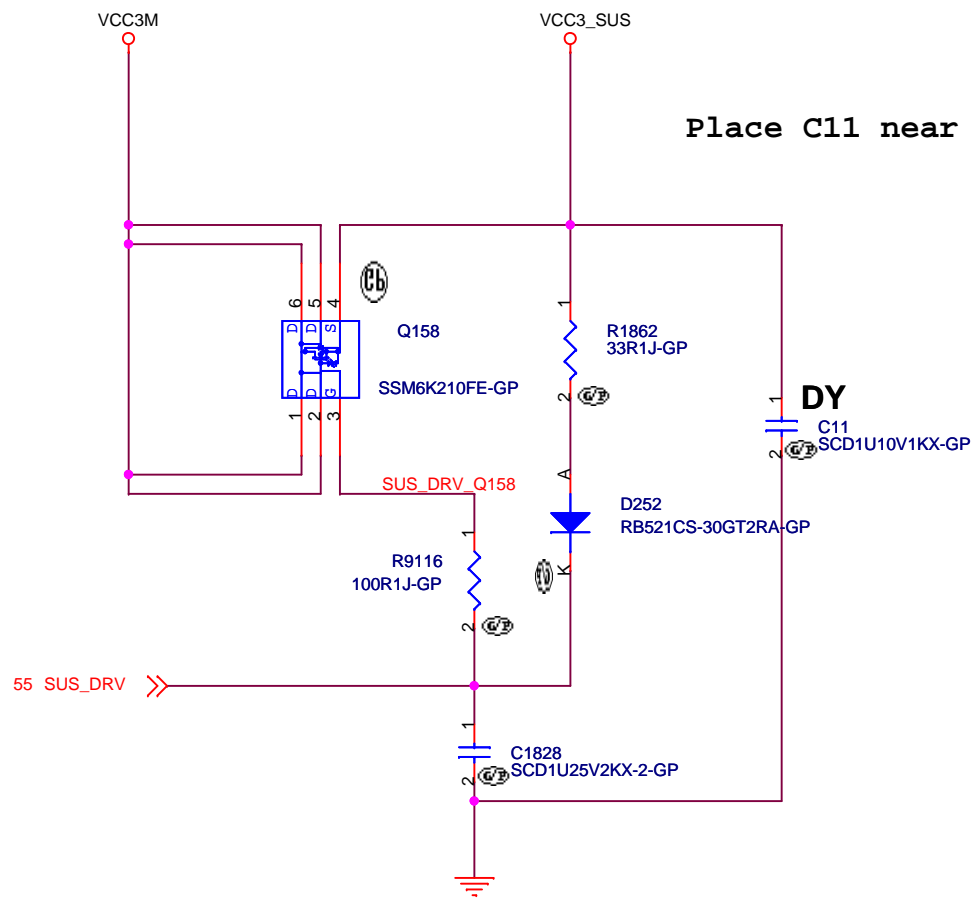 VCC3M
VCC3_SUS
Place C11 near
6
5
4
D
D
S
Q158
D
D
G
SSM6K210FE-GP
1
2
3
1
R1862
33R1J-GP
2
G/P
DY
1
C11
SCD1U10V1KX-GP
2
G/P
SUS_DRV_Q158
A
D252
RB521CS-30GT2RA-GP
K
1
R9116
100R1J-GP
2
G/P
55 SUS_DRV
1
C1828
SCD1U25V2KX-2-GP
2
G/P